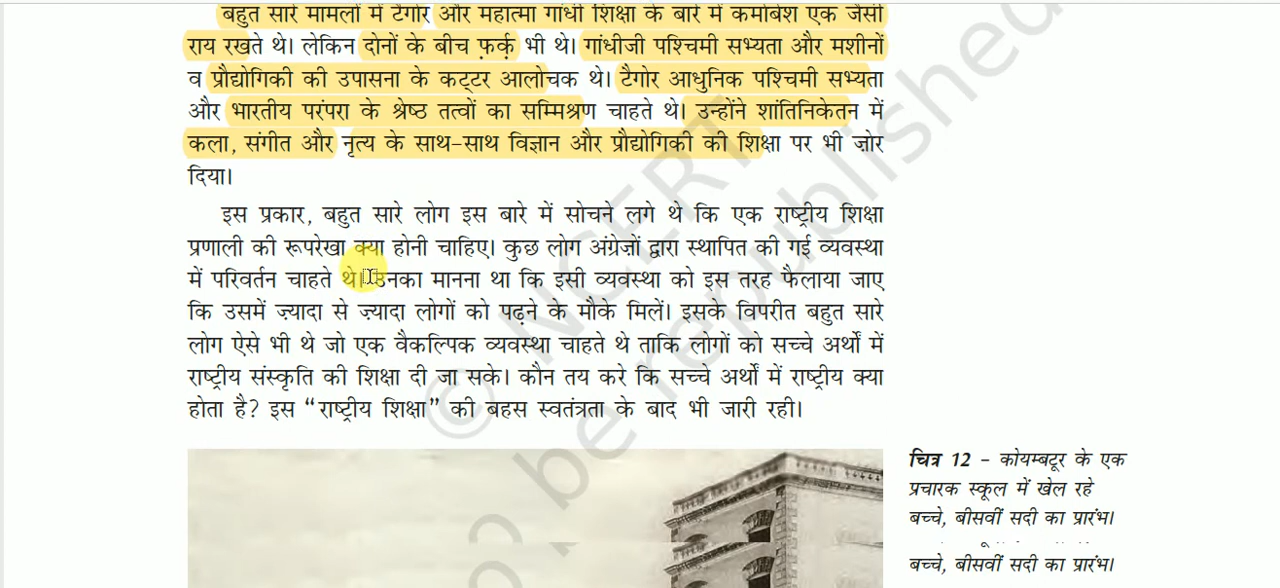 बहुत सारे मामलों में टैगोर और महात्मा गांधी शिक्षा के बारे में कमोबेश एक जैसी
राय रखते थे। लेकिन दोनों के बीच फ़र्क़ भी थे। गांधीजी पश्चिमी सभ्यता और मशीनों
व प्रौद्योगिकी की उपासना के कट्टर आलोचक थे। टैगोर आधुनिक पश्चिमी सभ्यता
और भारतीय परंपरा के श्रेष्ठ तत्वों का सम्मिश्रण चाहते थे। उन्होंने शांतिनिकेतन में
कला, संगीत और नृत्य के साथ-साथ विज्ञान और प्रौद्योगिकी की शिक्षा पर भी ज़ोर
दिया।
इस प्रकार, बहुत सारे लोग इस बारे में सोचने लगे थे कि एक राष्ट्रीय शिक्षा
प्रणाली की रूपरेखा क्या होनी चाहिए। कुछ लोग अंग्रेज़ों द्वारा स्थापित की गई व्यवस्था
में परिवर्तन चाहते थे। उनका मानना था कि इसी व्यवस्था को इस तरह फैलाया जाए
कि उसमें ज़्यादा से ज़्यादा लोगों को पढ़ने के मौके मिलें। इसके विपरीत बहुत सारे
लोग ऐसे भी थे जो एक वैकल्पिक व्यवस्था चाहते थे ताकि लोगों को सच्चे अर्थों में
राष्ट्रीय संस्कृति की शिक्षा दी जा सके। कौन तय करे कि सच्चे अर्थों में राष्ट्रीय क्या
होता है? इस “राष्ट्रीय शिक्षा” की बहस स्वतंत्रता के बाद भी जारी रही।
चित्र 12 – कोयम्बटूर के एक
प्रचारक स्कूल में खेल रहे
बच्चे, बीसवीं सदी का प्रारंभ।
बच्चे, बीसवीं सदी का प्रारंभ।
© NCERT
o be republished